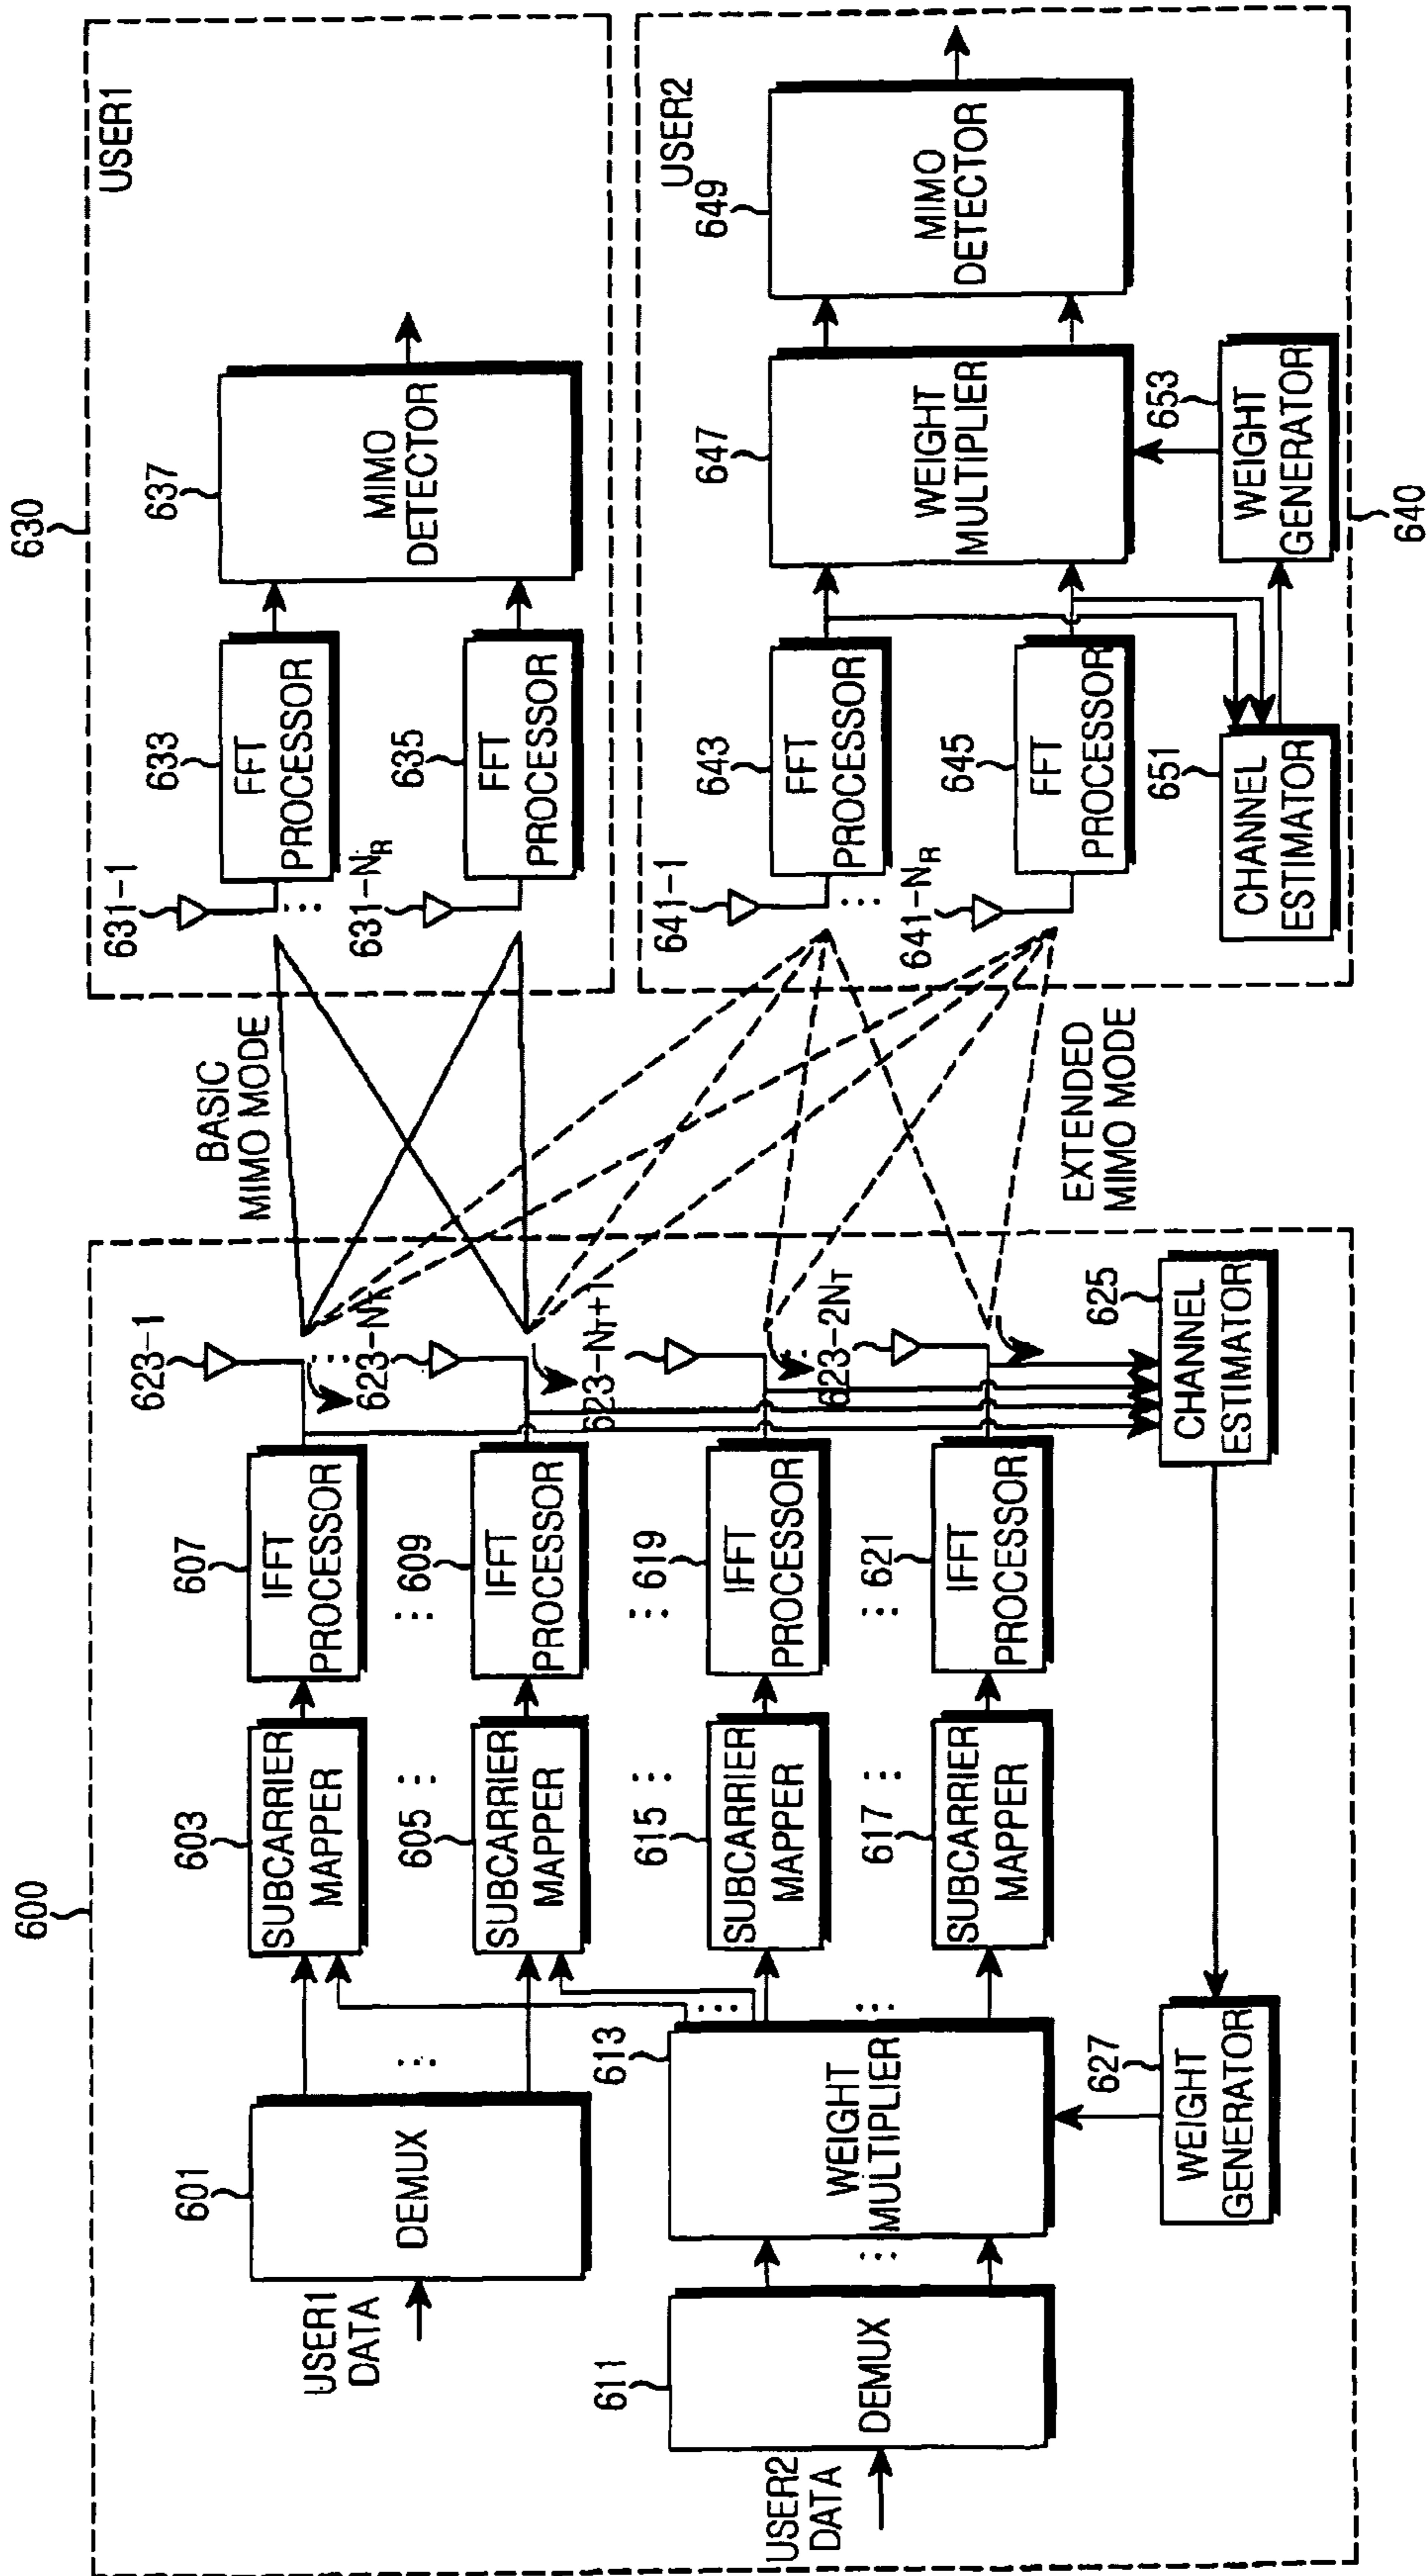 600
USER1
DATA
601
DEMUX
603
SUBCARRIER
MAPPER
607
IFFT
PROCESSOR
623-1
605
SUBCARRIER
MAPPER
609
IFFT
PROCESSOR
623-NT
USER2
DATA
611
DEMUX
613
WEIGHT
MULTIPLIER
615
SUBCARRIER
MAPPER
619
IFFT
PROCESSOR
623-NT+1
617
SUBCARRIER
MAPPER
621
IFFT
PROCESSOR
623-2NT
627
WEIGHT
GENERATOR
625
CHANNEL
ESTIMATOR
BASIC
MIMO MODE
EXTENDED
MIMO MODE
630
USER1
631-1
633
FFT
PROCESSOR
637
MIMO
DETECTOR
631-NR
635
FFT
PROCESSOR
USER2
641-1
643
FFT
PROCESSOR
647
WEIGHT
MULTIPLIER
649
MIMO
DETECTOR
641-NR
645
FFT
PROCESSOR
651
CHANNEL
ESTIMATOR
653
WEIGHT
GENERATOR
640